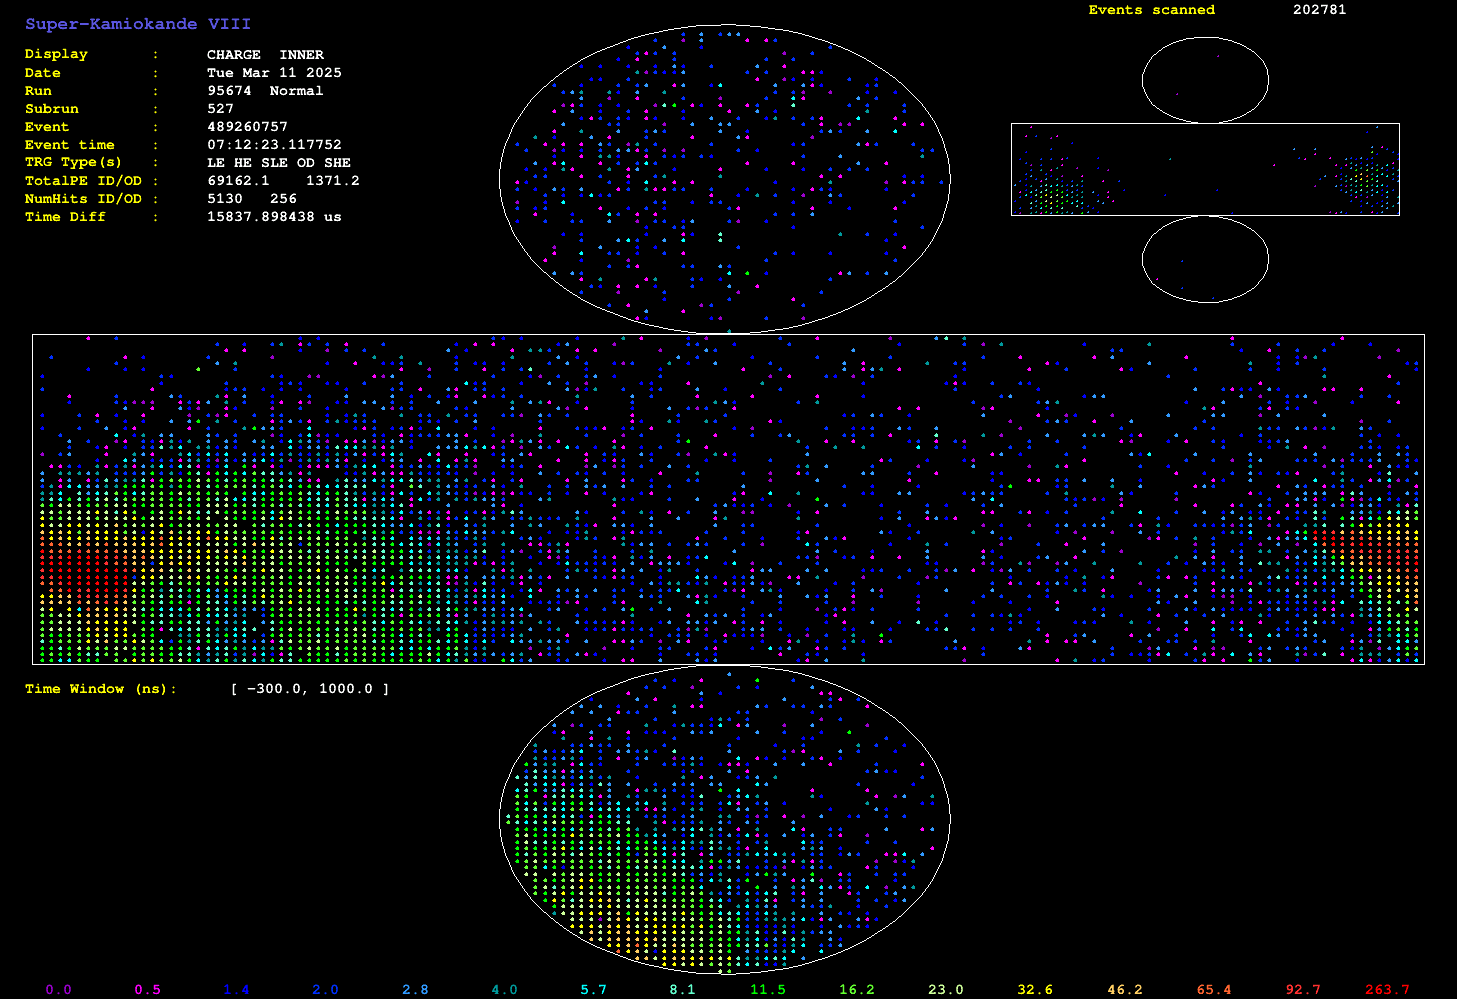 Super-Kamiokande VIII
Events scanned 202781
Display : CHARGE INNER
Date : Tue Mar 11 2025
Run : 95674 Normal
Subrun : 527
Event : 489260757
Event time : 07:12:23.117752
TRG Type(s) : LE HE SLE OD SHE
TotalPE ID/OD : 69162.1 1371.2
NumHits ID/OD : 5130 256
Time Diff : 15837.898438 us
Time Window (ns): [ -300.0, 1000.0 ]
0.0 0.5 1.4 2.0 2.8 4.0 5.7 8.1 11.5 16.2 23.0 32.6 46.2 65.4 92.7 263.7